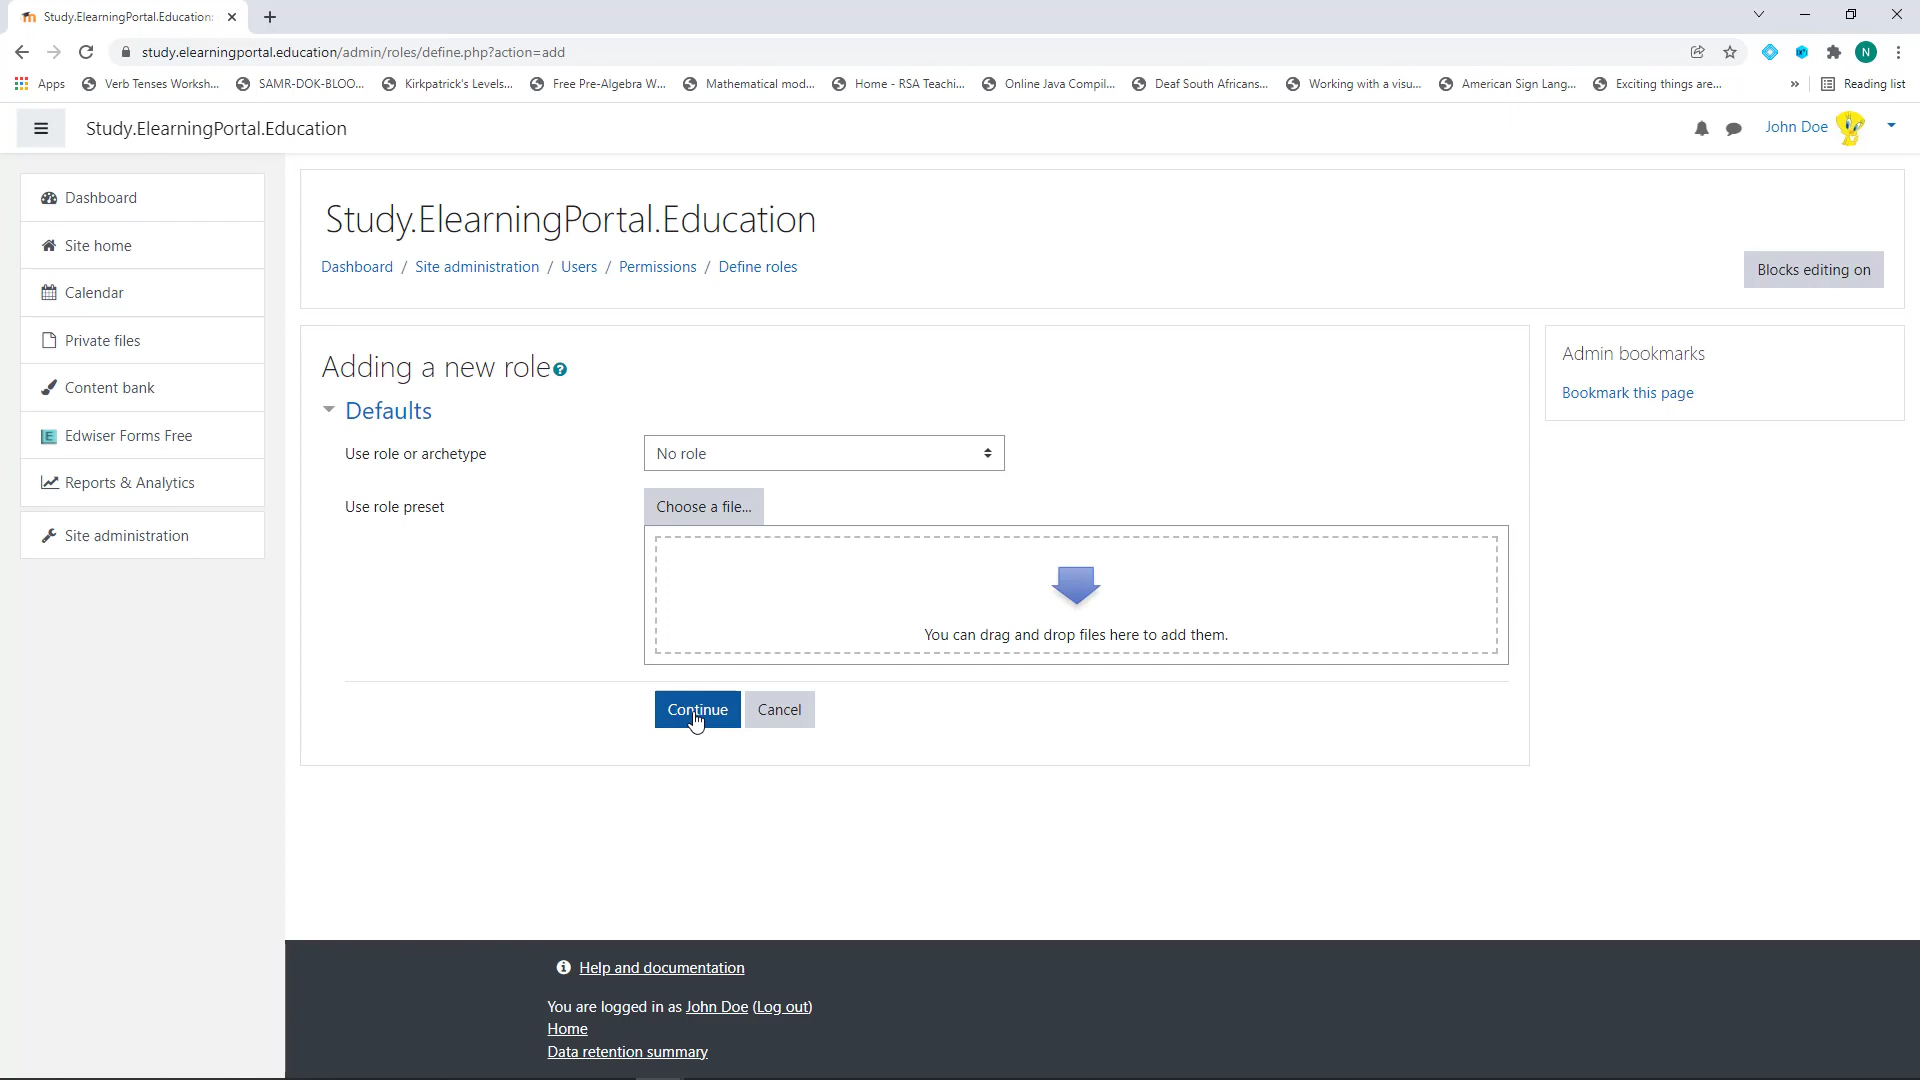 Study.ElearningPortal.Education:
study.elearningportal.education/admin/roles/define.php?action=add
N
Apps
Verb Tenses Worksh...
SAMR-DOK-BLOO...
Kirkpatrick's Levels...
Free Pre-Algebra W...
Mathematical mod...
Home - RSA Teachi...
Online Java Compil...
Deaf South Africans...
Working with a visu...
American Sign Lang...
Exciting things are...
»
Reading list
Study.ElearningPortal.Education
John Doe
Dashboard
Site home
Calendar
Private files
Content bank
E Edwiser Forms Free
Reports & Analytics
Site administration
Study.ElearningPortal.Education
Dashboard / Site administration / Users / Permissions / Define roles
Blocks editing on
Adding a new role
Defaults
Use role or archetype
No role
Use role preset
Choose a file...
You can drag and drop files here to add them.
Continue
Cancel
Admin bookmarks
Bookmark this page
Help and documentation
You are logged in as John Doe (Log out)
Home
Data retention summary